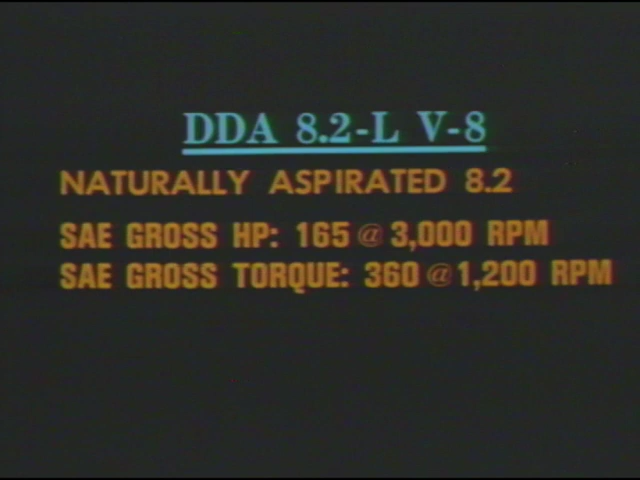 DDA 8.2-L V-8
NATURALLY ASPIRATED 8.2
SAE GROSS HP: 165 @ 3,000 RPM
SAE GROSS TORQUE: 360 @ 1,200 RPM